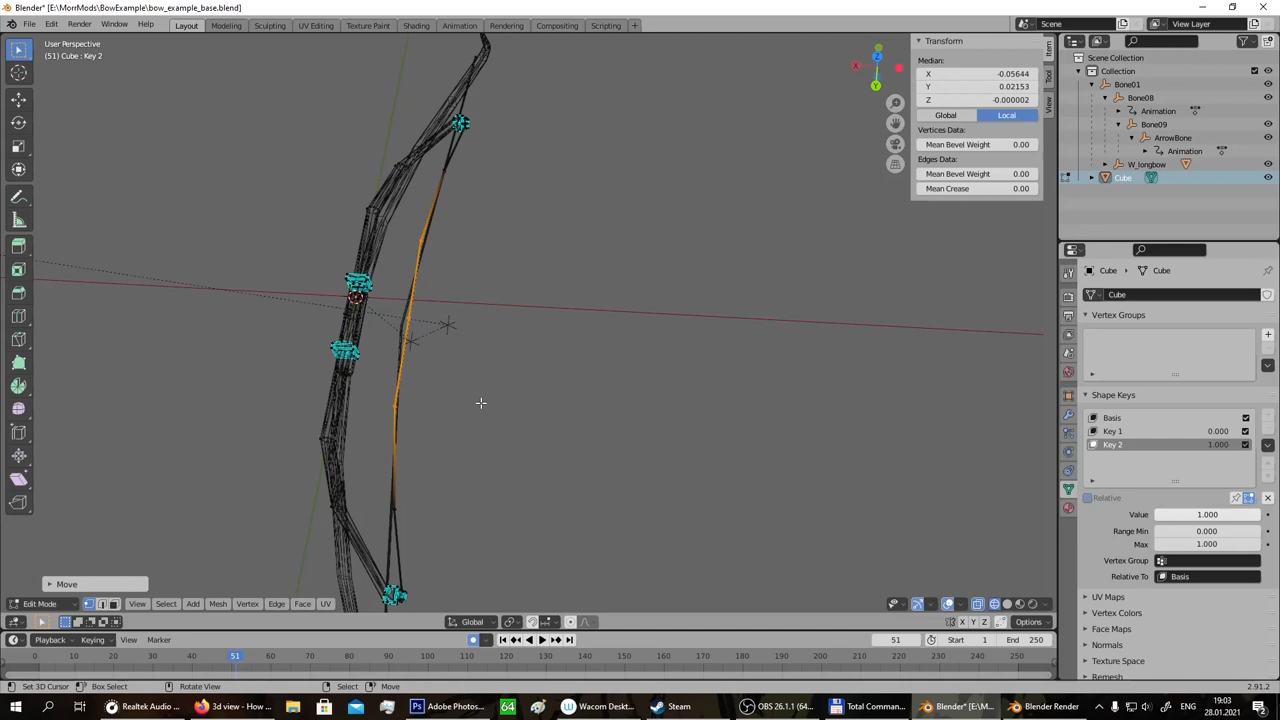 Blender* [E:\MorrMods\BowExample\bow_example_base.blend]
File Edit Render Window Help Layout Modeling Sculpting UV Editing Texture Paint Shading Animation Rendering Compositing Scripting + Scene View Layer
User Perspective
(51) Cube : Key 2
X Z Y
Transform
Median:
X -0.05644
Y 0.02153
Z -0.000002
Global Local
Vertices Data:
Mean Bevel Weight 0.00
Edges Data:
Mean Bevel Weight 0.00
Mean Crease 0.00
Item
Tool
View
Scene Collection
Collection
Bone01
Bone08
Animation
Bone09
ArrowBone
Animation
W_longbow
Cube
Cube Cube
Cube
Vertex Groups
Shape Keys
Basis
Key 1 0.000
Key 2 1.000
Relative
Value 1.000
Range Min 0.000
Max 1.000
Vertex Group
Relative To Basis
UV Maps
Vertex Colors
Face Maps
Normals
Texture Space
Remesh
Move
Edit Mode View Select Add Mesh Vertex Edge Face UV
Global X Y Z Options
Playback Keying View Marker 51 Start 1 End 250
0 10 20 30 40 51 60 70 80 90 100 110 120 130 140 150 160 170 180 190 200 210 220 230 240 250
Set 3D Cursor Box Select Rotate View Select Move 2.91.2
Realtek Audio ... 3d view - How ... Adobe Photos... 64 Wacom Deskt... Steam OBS 26.1.1 (64... Total Comman... Blender* [E:\M... Blender Render 19:03
28.01.2021